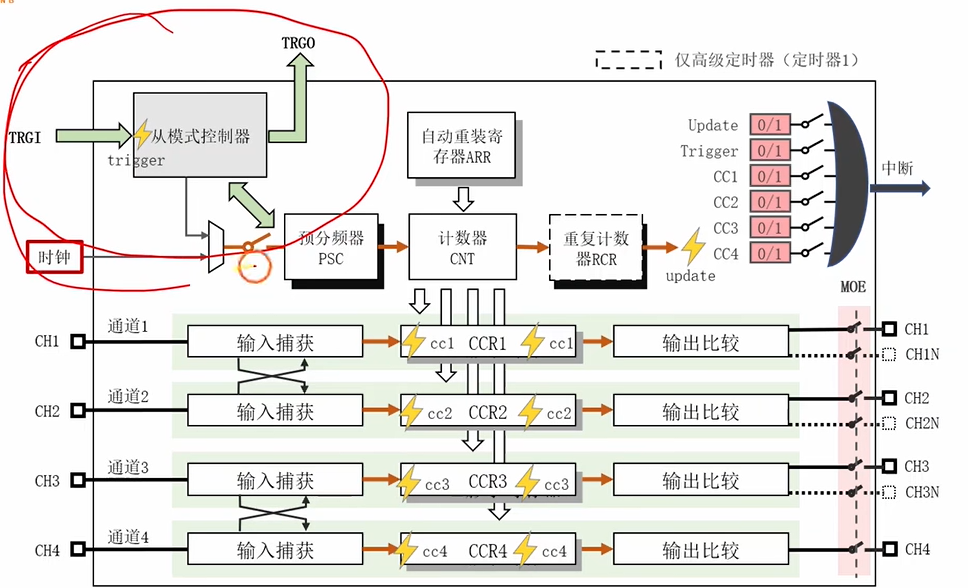 TRGO
仅高级定时器（定时器1）
TRGI
从模式控制器
trigger
自动重装寄
存器ARR
Update 0/1
Trigger 0/1
CC1 0/1
CC2 0/1
CC3 0/1
CC4 0/1
中断
时钟
预分频器
PSC
计数器
CNT
重复计数
器RCR
update
MOE
CH1 通道1 输入捕获 cc1 CCR1 cc1 输出比较 CH1
CH1N
CH2 通道2 输入捕获 cc2 CCR2 cc2 输出比较 CH2
CH2N
CH3 通道3 输入捕获 cc3 CCR3 cc3 输出比较 CH3
CH3N
CH4 通道4 输入捕获 cc4 CCR4 cc4 输出比较 CH4